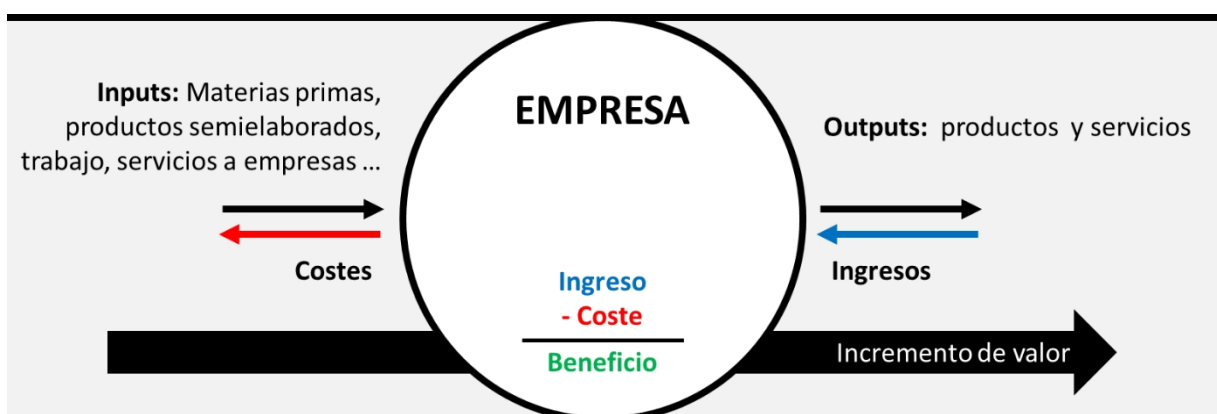 Inputs: Materias primas,
productos semielaborados,
trabajo, servicios a empresas ...
Costes
EMPRESA
Ingreso
- Coste
Beneficio
Outputs: productos y servicios
Ingresos
Incremento de valor